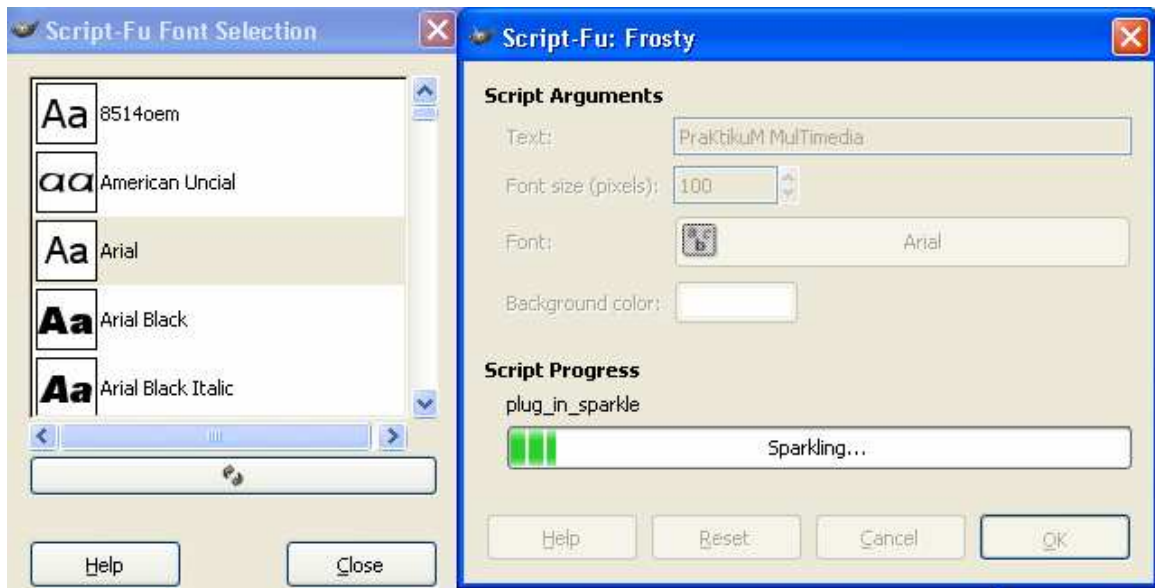 Script-Fu Font Selection
Aa 8514oem
aa American Uncial
Aa Arial
Aa Arial Black
Aa Arial Black Italic
Help
Close
Script-Fu: Frosty
Script Arguments
Text: PraKtikuM MulTimedia
Font size (pixels): 100
Font: a b c Arial
Background color:
Script Progress
plug_in_sparkle
Sparkling...
Help Reset Cancel OK